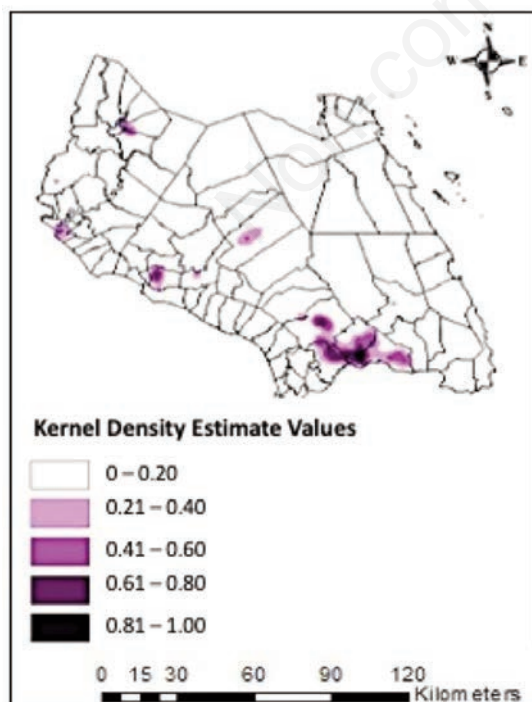 N
W E
S
Kernel Density Estimate Values
0 – 0.20
0.21 – 0.40
0.41 – 0.60
0.61 – 0.80
0.81 – 1.00
0 15 30 60 90 120
Kilometers